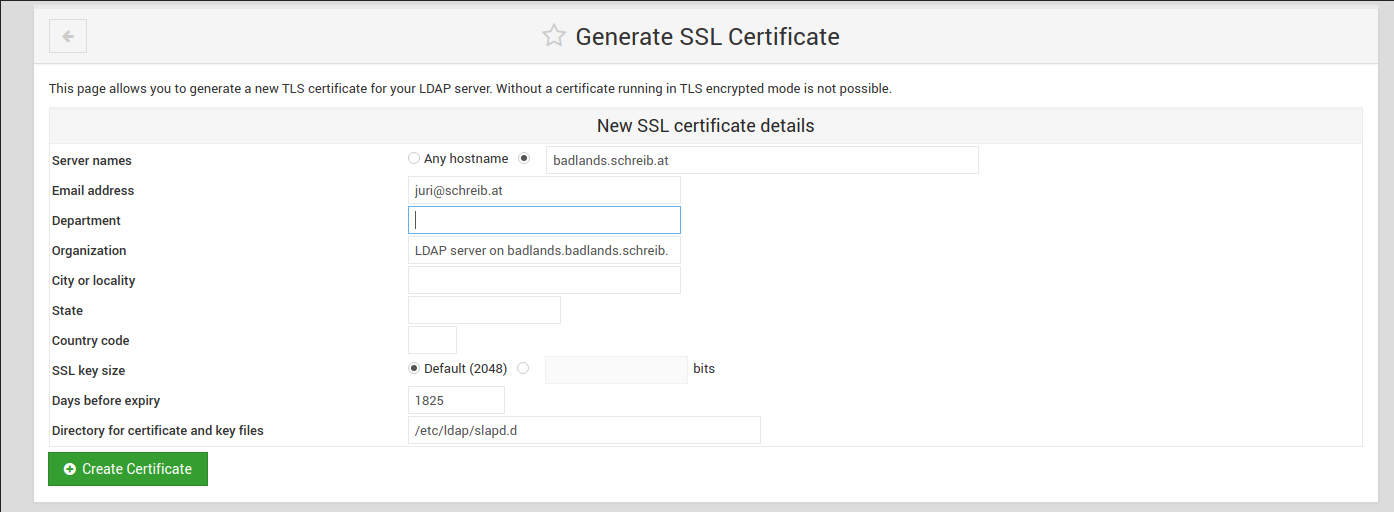 Generate SSL Certificate
This page allows you to generate a new TLS certificate for your LDAP server. Without a certificate running in TLS encrypted mode is not possible.
New SSL certificate details
Server names Any hostname badlands.schreib.at
Email address juri@schreib.at
Department
Organization LDAP server on badlands.badlands.schreib.
City or locality
State
Country code
SSL key size Default (2048) bits
Days before expiry 1825
Directory for certificate and key files /etc/ldap/slapd.d
Create Certificate